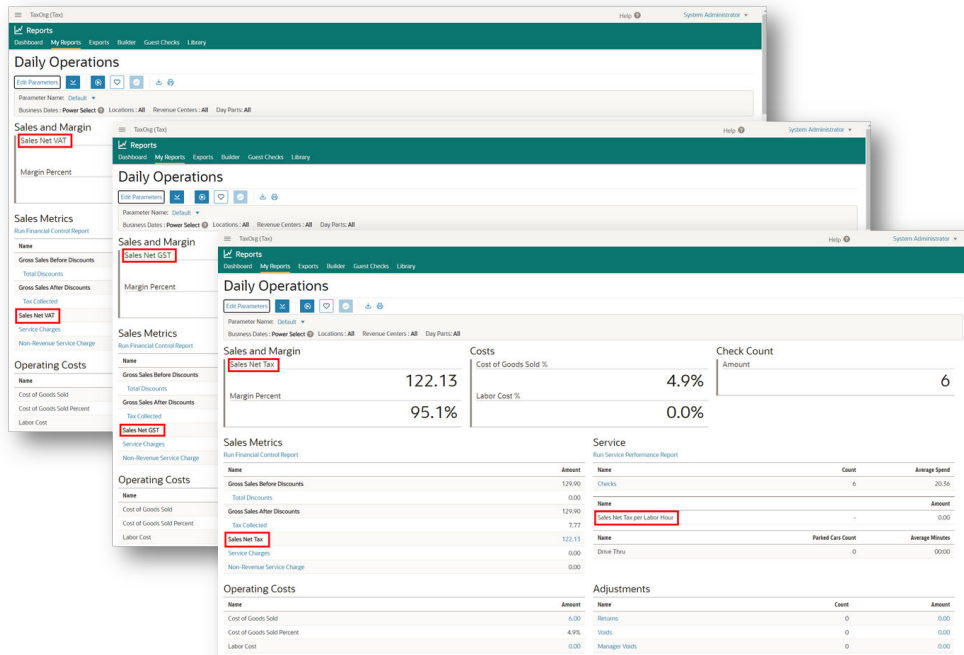 TaxOrg (Tax) Help System Administrator
Reports
Dashboard My Reports Exports Builder Guest Checks Library
Daily Operations
Edit Parameters
Parameter Name: Default
Business Dates : Power Select Locations : All Revenue Centers : All Day Parts: All
Sales and Margin
Sales Net VAT
Margin Percent
Sales Metrics
Run Financial Control Report
Name
Gross Sales Before Discounts
Total Discounts
Gross Sales After Discounts
Tax Collected
Sales Net VAT
Service Charges
Non-Revenue Service Charge
Operating Costs
Name
Cost of Goods Sold
Cost of Goods Sold Percent
Labor Cost
TaxOrg (Tax) Help System Administrator
Reports
Dashboard My Reports Exports Builder Guest Checks Library
Daily Operations
Edit Parameters
Parameter Name: Default
Business Dates : Power Select Locations : All Revenue Centers : All Day Parts: All
Sales and Margin
Sales Net GST
Margin Percent
Sales Metrics
Run Financial Control Report
Name
Gross Sales Before Discounts
Total Discounts
Gross Sales After Discounts
Tax Collected
Sales Net GST
Service Charges
Non-Revenue Service Charge
Operating Costs
Name
Cost of Goods Sold
Cost of Goods Sold Percent
Labor Cost
TaxOrg (Tax) Help System Administrator
Reports
Dashboard My Reports Exports Builder Guest Checks Library
Daily Operations
Edit Parameters
Parameter Name: Default
Business Dates : Power Select Locations : All Revenue Centers : All Day Parts: All
Sales and Margin Costs Check Count
Sales Net Tax Cost of Goods Sold % Amount
122.13 4.9% 6
Margin Percent Labor Cost %
95.1% 0.0%
Sales Metrics
Run Financial Control Report
Name Amount
Gross Sales Before Discounts 129.90
Total Discounts 0.00
Gross Sales After Discounts 129.90
Tax Collected 7.77
Sales Net Tax 122.13
Service Charges 0.00
Non-Revenue Service Charge 0.00
Service
Run Service Performance Report
Name Count Average Spend
Checks 6 20.36
Name Amount
Sales Net Tax per Labor Hour - 0.00
Name Parked Cars Count Average Minutes
Drive Thru 0 00:00
Operating Costs
Name Amount
Cost of Goods Sold 6.00
Cost of Goods Sold Percent 4.9%
Labor Cost 0.00
Adjustments
Name Count Amount
Returns 0 0.00
Voids 0 0.00
Manager Voids 0 0.00